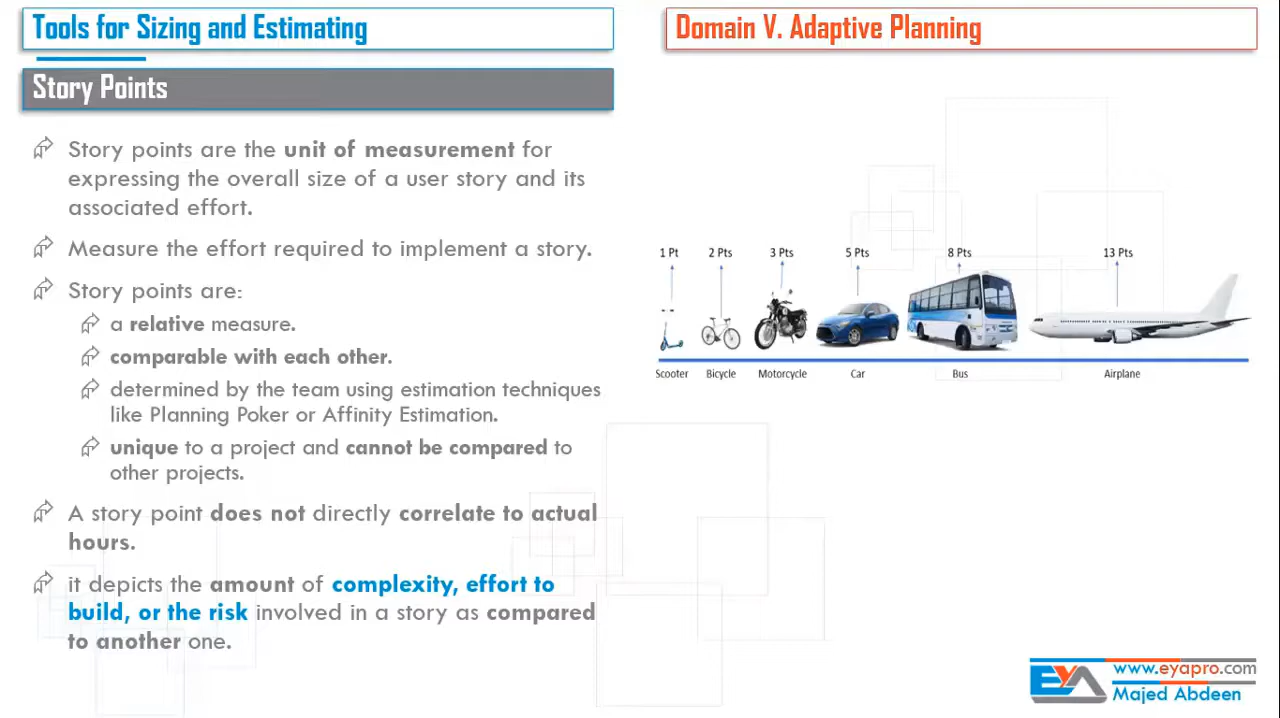 Tools for Sizing and Estimating
Domain V. Adaptive Planning
Story Points
Story points are the unit of measurement for
expressing the overall size of a user story and its
associated effort.
Measure the effort required to implement a story.
Story points are:
a relative measure.
comparable with each other.
determined by the team using estimation techniques
like Planning Poker or Affinity Estimation.
unique to a project and cannot be compared to
other projects.
A story point does not directly correlate to actual
hours.
it depicts the amount of complexity, effort to
build, or the risk involved in a story as compared
to another one.
1 Pt 2 Pts 3 Pts 5 Pts 8 Pts 13 Pts
Scooter Bicycle Motorcycle Car Bus Airplane
EYA www.eyapro.com
Majed Abdeen